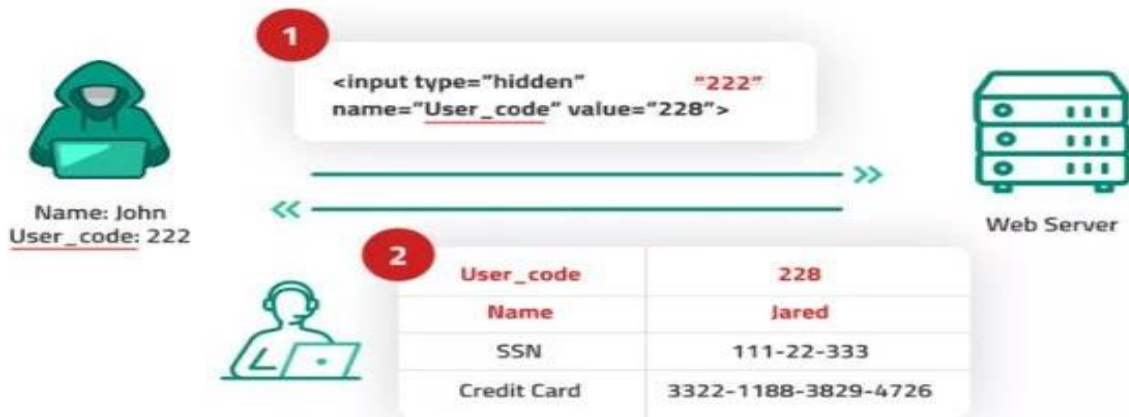 1
<input type="hidden" "222"
name="User_code" value="228">
Name: John
User_code: 222
Web Server
2
User_code 228
Name Jared
SSN 111-22-333
Credit Card 3322-1188-3829-4726